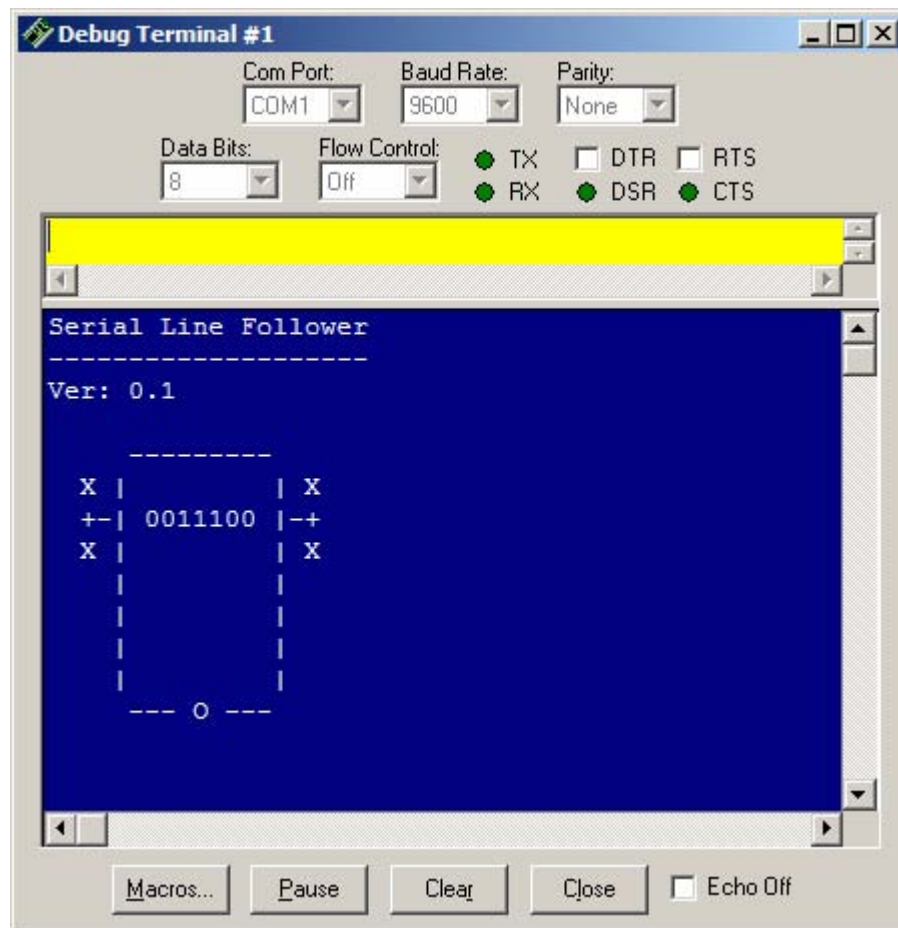 Debug Terminal #1
Com Port: Baud Rate: Parity:
COM1 9600 None
Data Bits: Flow Control: TX DTR RTS
8 Off RX DSR CTS
Serial Line Follower
--------------------
Ver: 0.1
---------
X |         | X
+-| 0011100 |-+
X |         | X
|         |
|         |
|         |
|         |
--- O ---
Macros... Pause Clear Close Echo Off